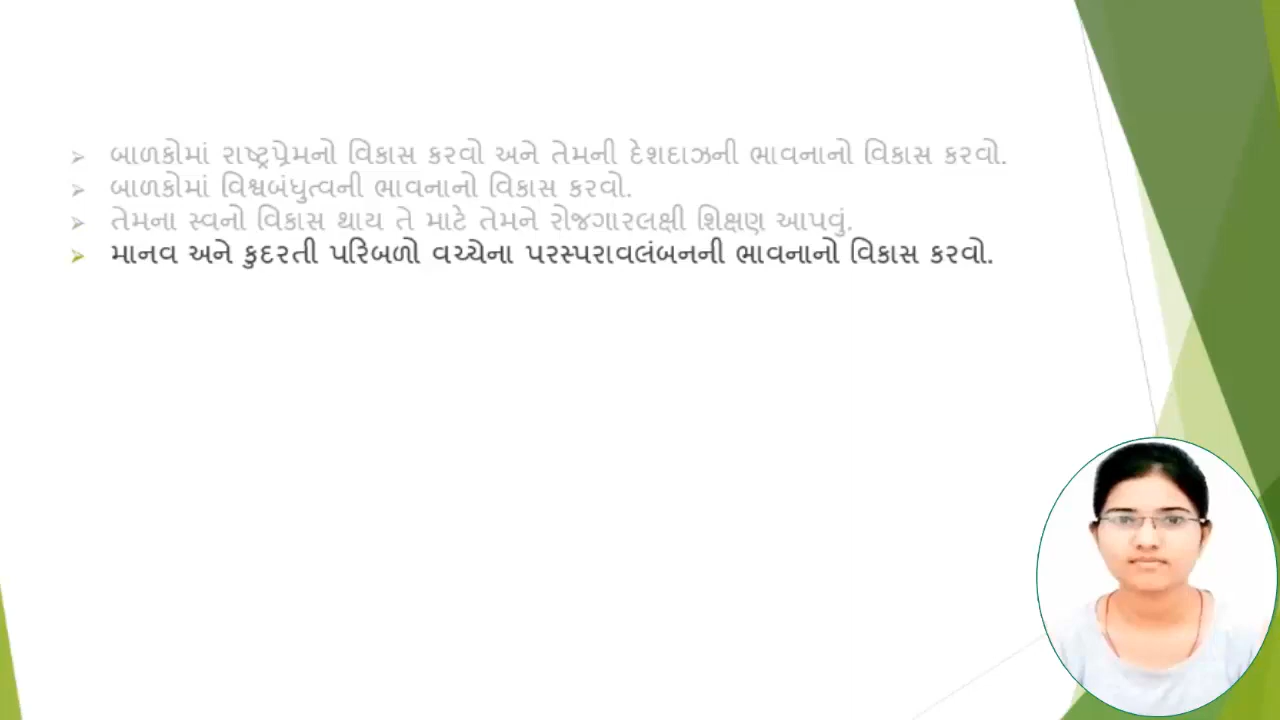 બાળકોમાં રાષ્ટ્રપ્રેમનો વિકાસ કરવો અને તેમની દેશદાઝની ભાવનાનો વિકાસ કરવો.
બાળકોમાં વિશ્વબંધુત્વની ભાવનાનો વિકાસ કરવો.
તેમના સ્વનો વિકાસ થાય તે માટે તેમને રોજગારલક્ષી શિક્ષણ આપવું.
માનવ અને કુદરતી પરિબળો વચ્ચેના પરસ્પરાવલંબનની ભાવનાનો વિકાસ કરવો.